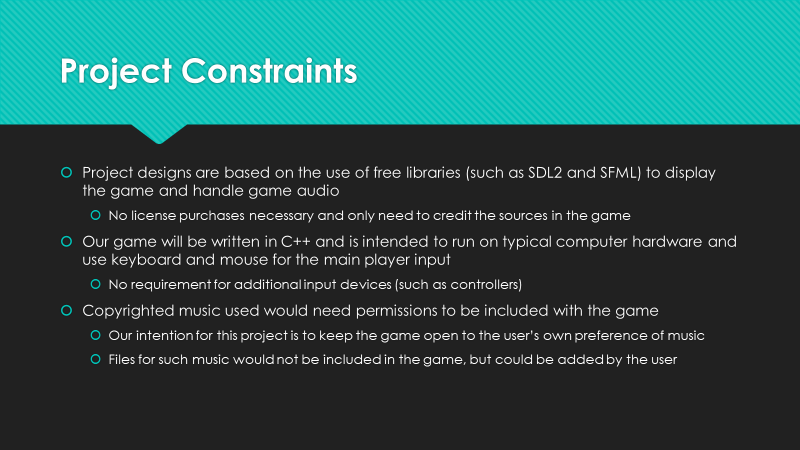 Project Constraints
Project designs are based on the use of free libraries (such as SDL2 and SFML) to display
the game and handle game audio
No license purchases necessary and only need to credit the sources in the game
Our game will be written in C++ and is intended to run on typical computer hardware and
use keyboard and mouse for the main player input
No requirement for additional input devices (such as controllers)
Copyrighted music used would need permissions to be included with the game
Our intention for this project is to keep the game open to the user's own preference of music
Files for such music would not be included in the game, but could be added by the user